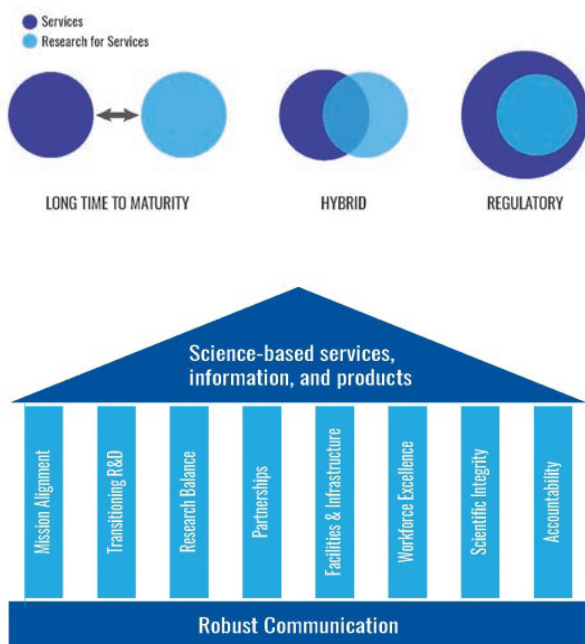 Services
Research for Services
LONG TIME TO MATURITY
HYBRID
REGULATORY
Science-based services,
information, and products
Mission Alignment
Transitioning R&D
Research Balance
Partnerships
Facilities & Infrastructure
Workforce Excellence
Scientific Integrity
Accountability
Robust Communication